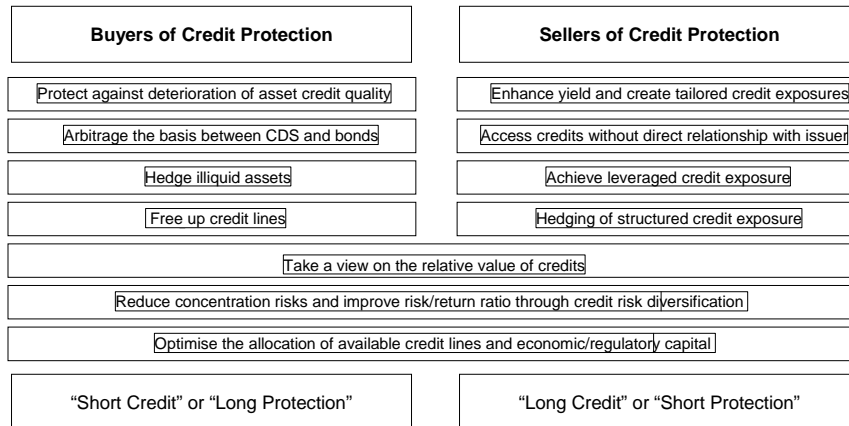 Buyers of Credit Protection
Sellers of Credit Protection
Protect against deterioration of asset credit quality
Enhance yield and create tailored credit exposures
Arbitrage the basis between CDS and bonds
Access credits without direct relationship with issuer
Hedge illiquid assets
Achieve leveraged credit exposure
Free up credit lines
Hedging of structured credit exposure
Take a view on the relative value of credits
Reduce concentration risks and improve risk/return ratio through credit risk diversification
Optimise the allocation of available credit lines and economic/regulatory capital
“Short Credit” or “Long Protection”
“Long Credit” or “Short Protection”